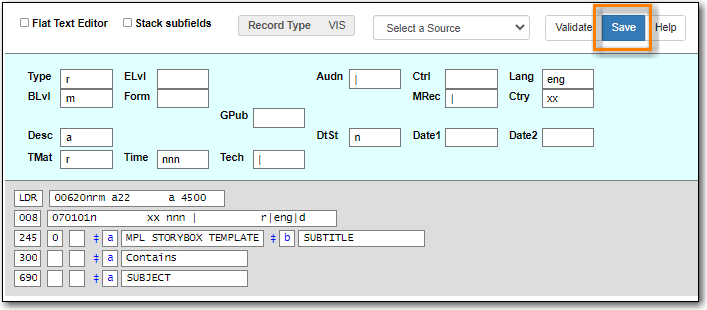 Flat Text Editor Stack subfields Record Type VIS Select a Source Validate Save Help
Type r ELvl Audn | Ctrl Lang eng
BLvl m Form MRec | Ctry xx
GPub
Desc a DtSt n Date1 Date2
TMat r Time nnn Tech |
LDR 00620nrm a22      a 4500
008 070101n        xx nnn |          r|eng|d
245 0 ‡ a MPL STORYBOX TEMPLATE ‡ b SUBTITLE
300 ‡ a Contains
690 ‡ a SUBJECT